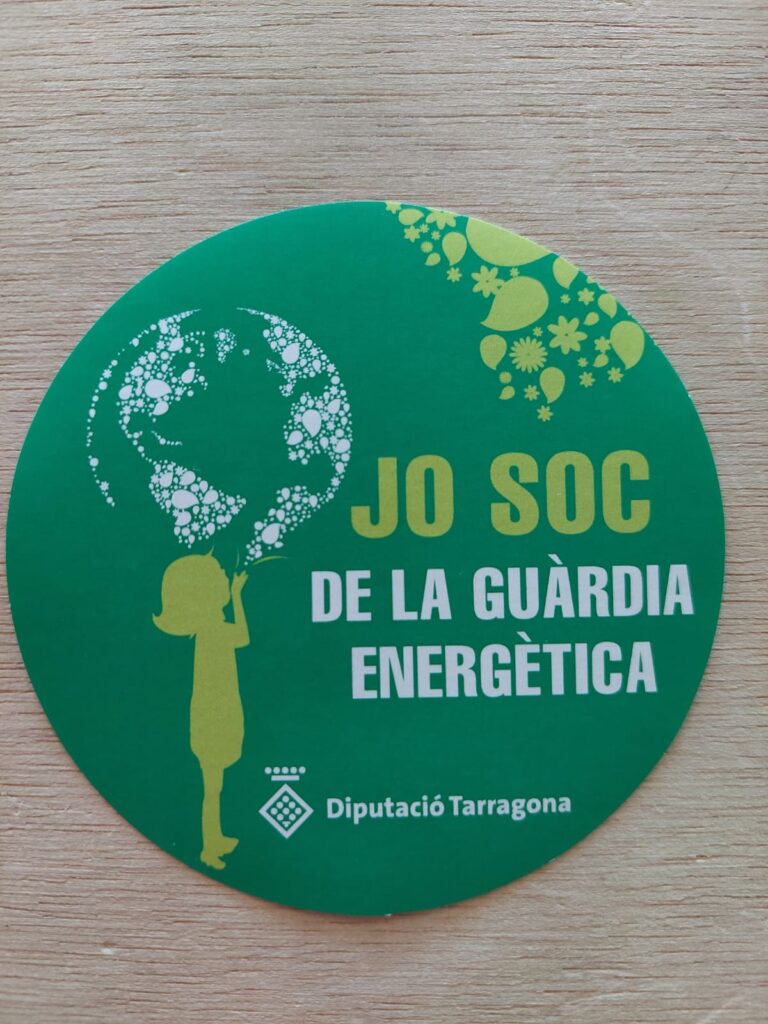 JO SOC
DE LA GUÀRDIA
ENERGÈTICA
Diputació Tarragona